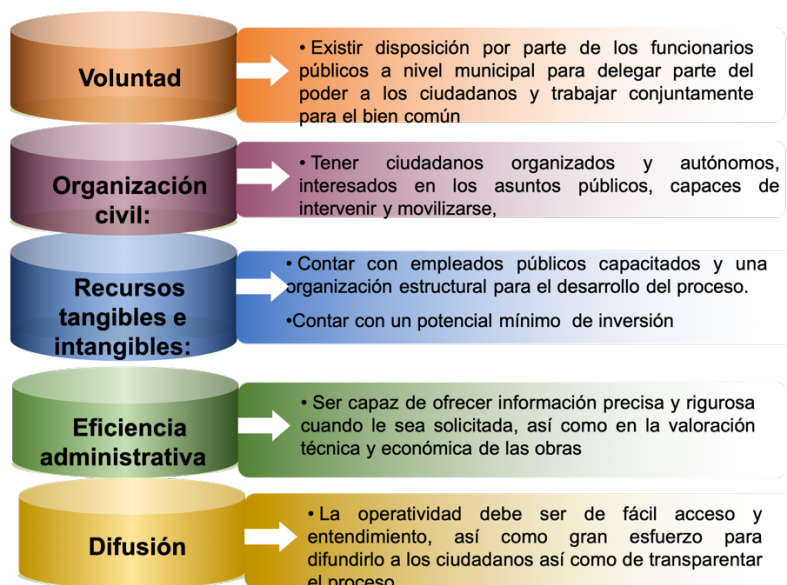 Voluntad
• Existir disposición por parte de los funcionarios
públicos a nivel municipal para delegar parte del
poder a los ciudadanos y trabajar conjuntamente
para el bien común
Organización
civil:
• Tener ciudadanos organizados y autónomos,
interesados en los asuntos públicos, capaces de
intervenir y movilizarse,
Recursos
tangibles e
intangibles:
• Contar con empleados públicos capacitados y una
organización estructural para el desarrollo del proceso.
•Contar con un potencial mínimo de inversión
Eficiencia
administrativa
• Ser capaz de ofrecer información precisa y rigurosa
cuando le sea solicitada, así como en la valoración
técnica y económica de las obras
Difusión
• La operatividad debe ser de fácil acceso y
entendimiento, así como gran esfuerzo para
difundirlo a los ciudadanos así como de transparentar
el proceso